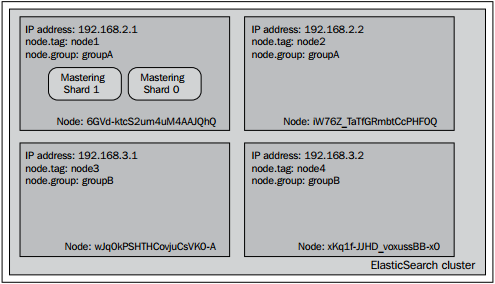 IP address: 192.168.2.1
node.tag: node1
node.group: groupA
Mastering
Shard 1
Mastering
Shard 0
Node: 6GVd-ktcS2um4uM4AAJQhQ
IP address: 192.168.2.2
node.tag: node2
node.group: groupA
Node: iW76Z_TaTfGRmbtCcPHF0Q
IP address: 192.168.3.1
node.tag: node3
node.group: groupB
Node: wJq0kPSHTHCovjuCsVK0-A
IP address: 192.168.3.2
node.tag: node4
node.group: groupB
Node: xKq1f-JJHD_voxussBB-x0
ElasticSearch cluster